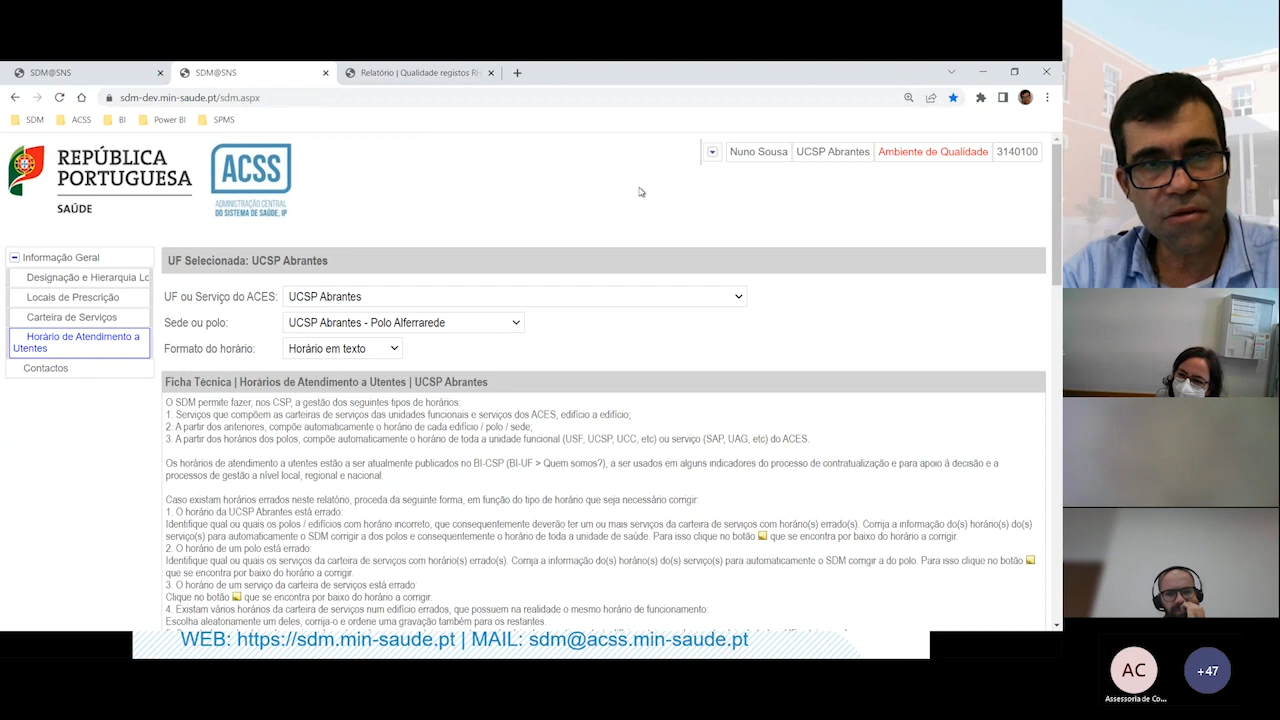 SDM@SNS
SDM@SNS
Relatório | Qualidade registos RH
sdm-dev.min-saude.pt/sdm.aspx
SDM
ACSS
BI
Power BI
SPMS
REPÚBLICA
PORTUGUESA
SAÚDE
ACSS
ADMINISTRAÇÃO CENTRAL
DO SISTEMA DE SAÚDE, IP
Nuno Sousa
UCSP Abrantes
Ambiente de Qualidade
3140100
Informação Geral
Designação e Hierarquia Lo
Locais de Prescrição
Carteira de Serviços
Horário de Atendimento a
Utentes
Contactos
UF Selecionada: UCSP Abrantes
UF ou Serviço do ACES: UCSP Abrantes
Sede ou polo: UCSP Abrantes - Polo Alferrarede
Formato do horário: Horário em texto
Ficha Técnica | Horários de Atendimento a Utentes | UCSP Abrantes
O SDM permite fazer, nos CSP, a gestão dos seguintes tipos de horários:
1. Serviços que compõem as carteiras de serviços das unidades funcionais e serviços dos ACES, edifício a edifício;
2. A partir dos anteriores, compõe automaticamente o horário de cada edifício / polo / sede;
3. A partir dos horários dos polos, compõe automaticamente o horário de toda a unidade funcional (USF, UCSP, UCC, etc) ou serviço (SAP, UAG, etc) do ACES.
Os horários de atendimento a utentes estão a ser atualmente publicados no BI-CSP (BI-UF > Quem somos?), a ser usados em alguns indicadores do processo de contratualização e para apoio à decisão e a
processos de gestão a nível local, regional e nacional.
Caso existam horários errados neste relatório, proceda da seguinte forma, em função do tipo de horário que seja necessário corrigir:
1. O horário da UCSP Abrantes está errado:
Identifique qual ou quais os polos / edifícios com horário incorreto, que consequentemente deverão ter um ou mais serviços da carteira de serviços com horário(s) errado(s). Corrija a informação do(s) horário(s) do(s)
serviço(s) para automaticamente o SDM corrigir a dos polos e consequentemente o horário de toda a unidade de saúde. Para isso clique no botão que se encontra por baixo do horário a corrigir.
2. O horário de um polo está errado:
Identifique qual ou quais os serviços da carteira de serviços com horário(s) errado(s). Corrija a informação do(s) horário(s) do(s) serviço(s) para automaticamente o SDM corrigir a do polo. Para isso clique no botão
que se encontra por baixo do horário a corrigir.
3. O horário de um serviço da carteira de serviços está errado:
Clique no botão que se encontra por baixo do horário a corrigir.
4. Existam vários horários da carteira de serviços num edifício errados, que possuem na realidade o mesmo horário de funcionamento:
Escolha aleatoriamente um deles, corrija-o e ordene uma gravação também para os restantes.
WEB: https://sdm.min-saude.pt | MAIL: sdm@acss.min-saude.pt
AC
Assessoria de Co...
+47